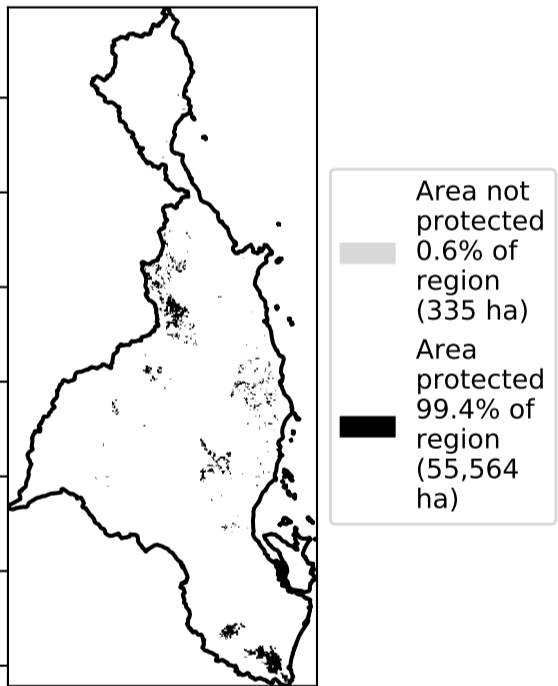 Area not
protected
0.6% of
region
(335 ha)
Area
protected
99.4% of
region
(55,564
ha)